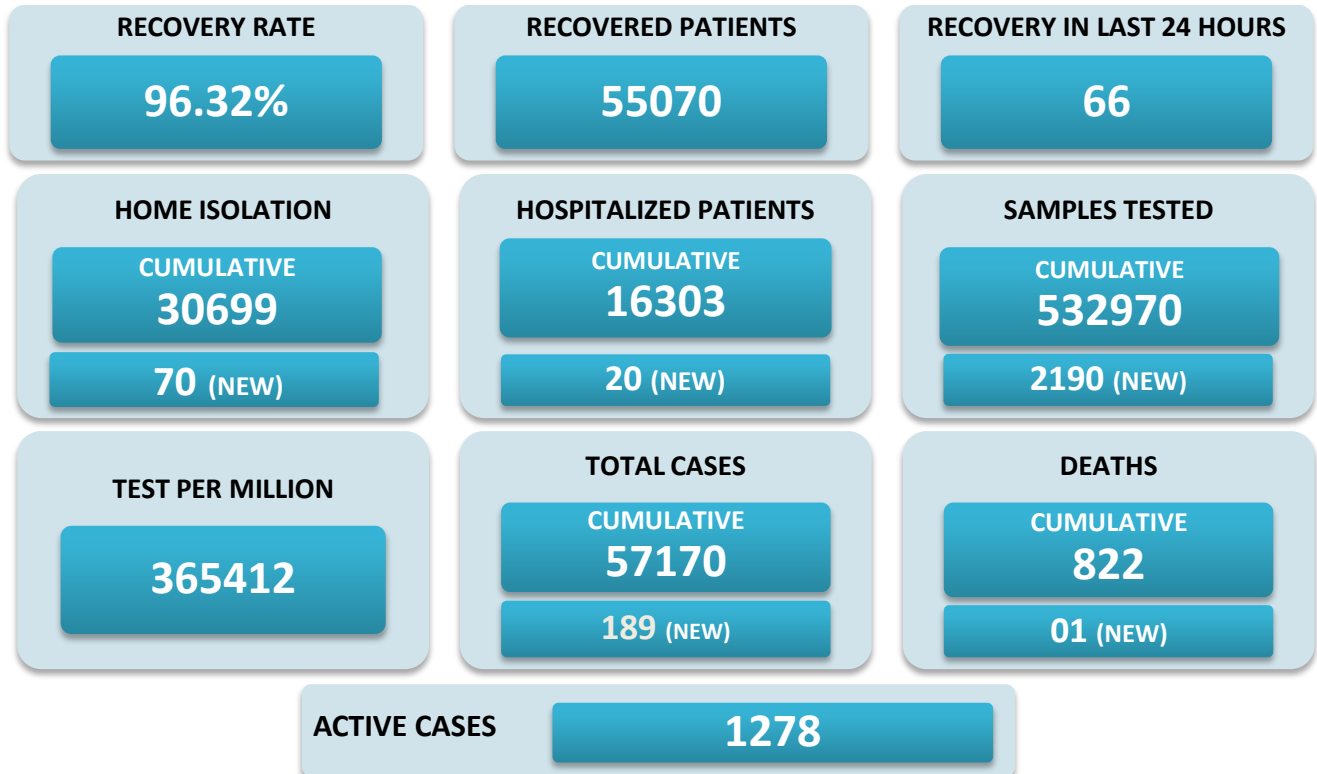 RECOVERY RATE
96.32%
RECOVERED PATIENTS
55070
RECOVERY IN LAST 24 HOURS
66
HOME ISOLATION
CUMULATIVE
30699
70 (NEW)
HOSPITALIZED PATIENTS
CUMULATIVE
16303
20 (NEW)
SAMPLES TESTED
CUMULATIVE
532970
2190 (NEW)
TEST PER MILLION
365412
TOTAL CASES
CUMULATIVE
57170
189 (NEW)
DEATHS
CUMULATIVE
822
01 (NEW)
ACTIVE CASES
1278